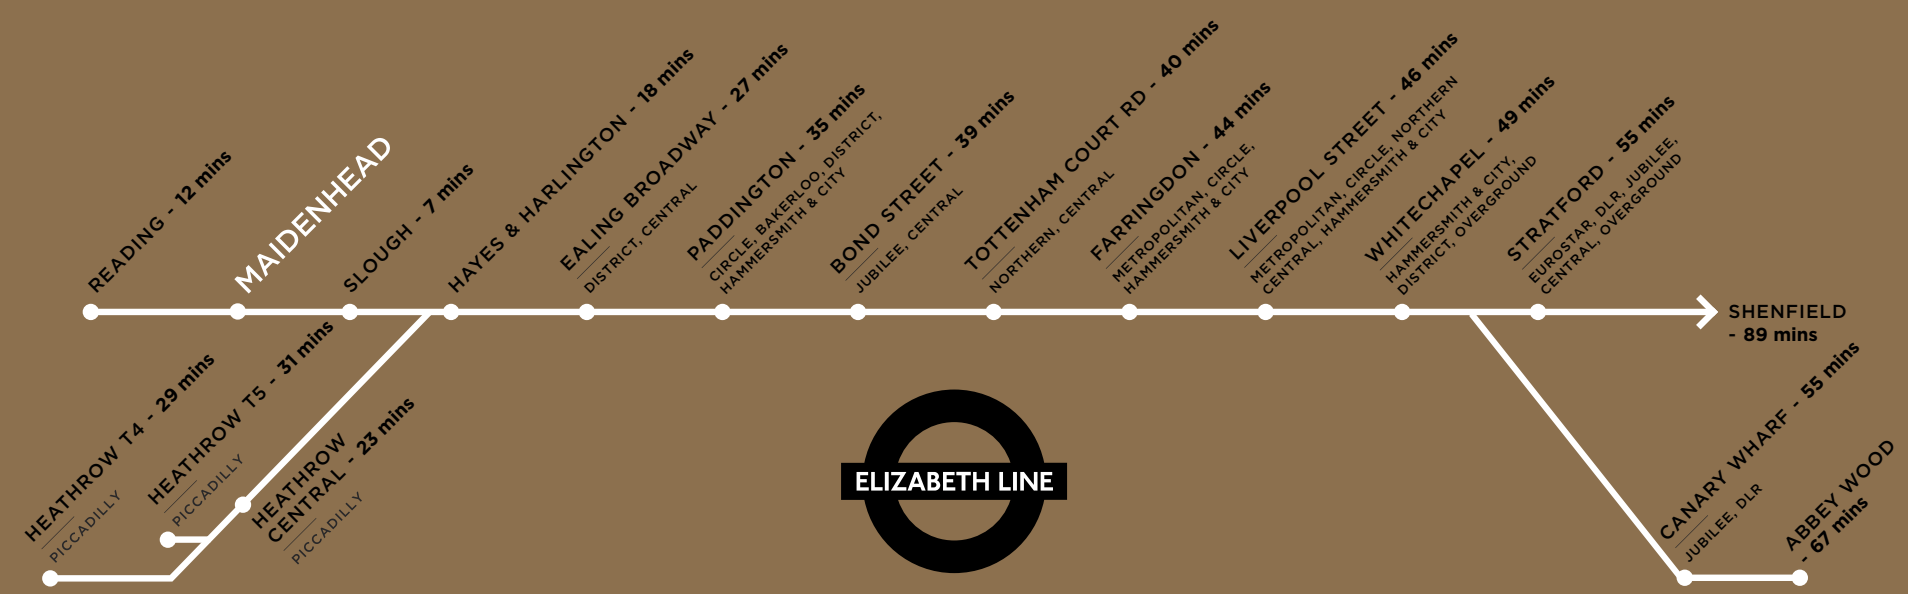 READING - 12 mins
MAIDENHEAD
SLOUGH - 7 mins
HAYES & HARLINGTON - 18 mins
EALING BROADWAY - 27 mins
DISTRICT, CENTRAL
PADDINGTON - 35 mins
CIRCLE, BAKERLOO, DISTRICT,
HAMMERSMITH & CITY
BOND STREET - 39 mins
JUBILEE, CENTRAL
TOTTENHAM COURT RD - 40 mins
NORTHERN, CENTRAL
FARRINGDON - 44 mins
METROPOLITAN, CIRCLE,
HAMMERSMITH & CITY
LIVERPOOL STREET - 46 mins
METROPOLITAN, CIRCLE, NORTHERN
CENTRAL, HAMMERSMITH & CITY
WHITECHAPEL - 49 mins
HAMMERSMITH & CITY,
DISTRICT, OVERGROUND
STRATFORD - 55 mins
EUROSTAR, DLR, JUBILEE,
CENTRAL, OVERGROUND
SHENFIELD
- 89 mins
HEATHROW T4 - 29 mins
PICCADILLY
HEATHROW T5 - 31 mins
PICCADILLY
HEATHROW
CENTRAL - 23 mins
PICCADILLY
ELIZABETH LINE
CANARY WHARF - 55 mins
JUBILEE, DLR
ABBEY WOOD
- 67 mins